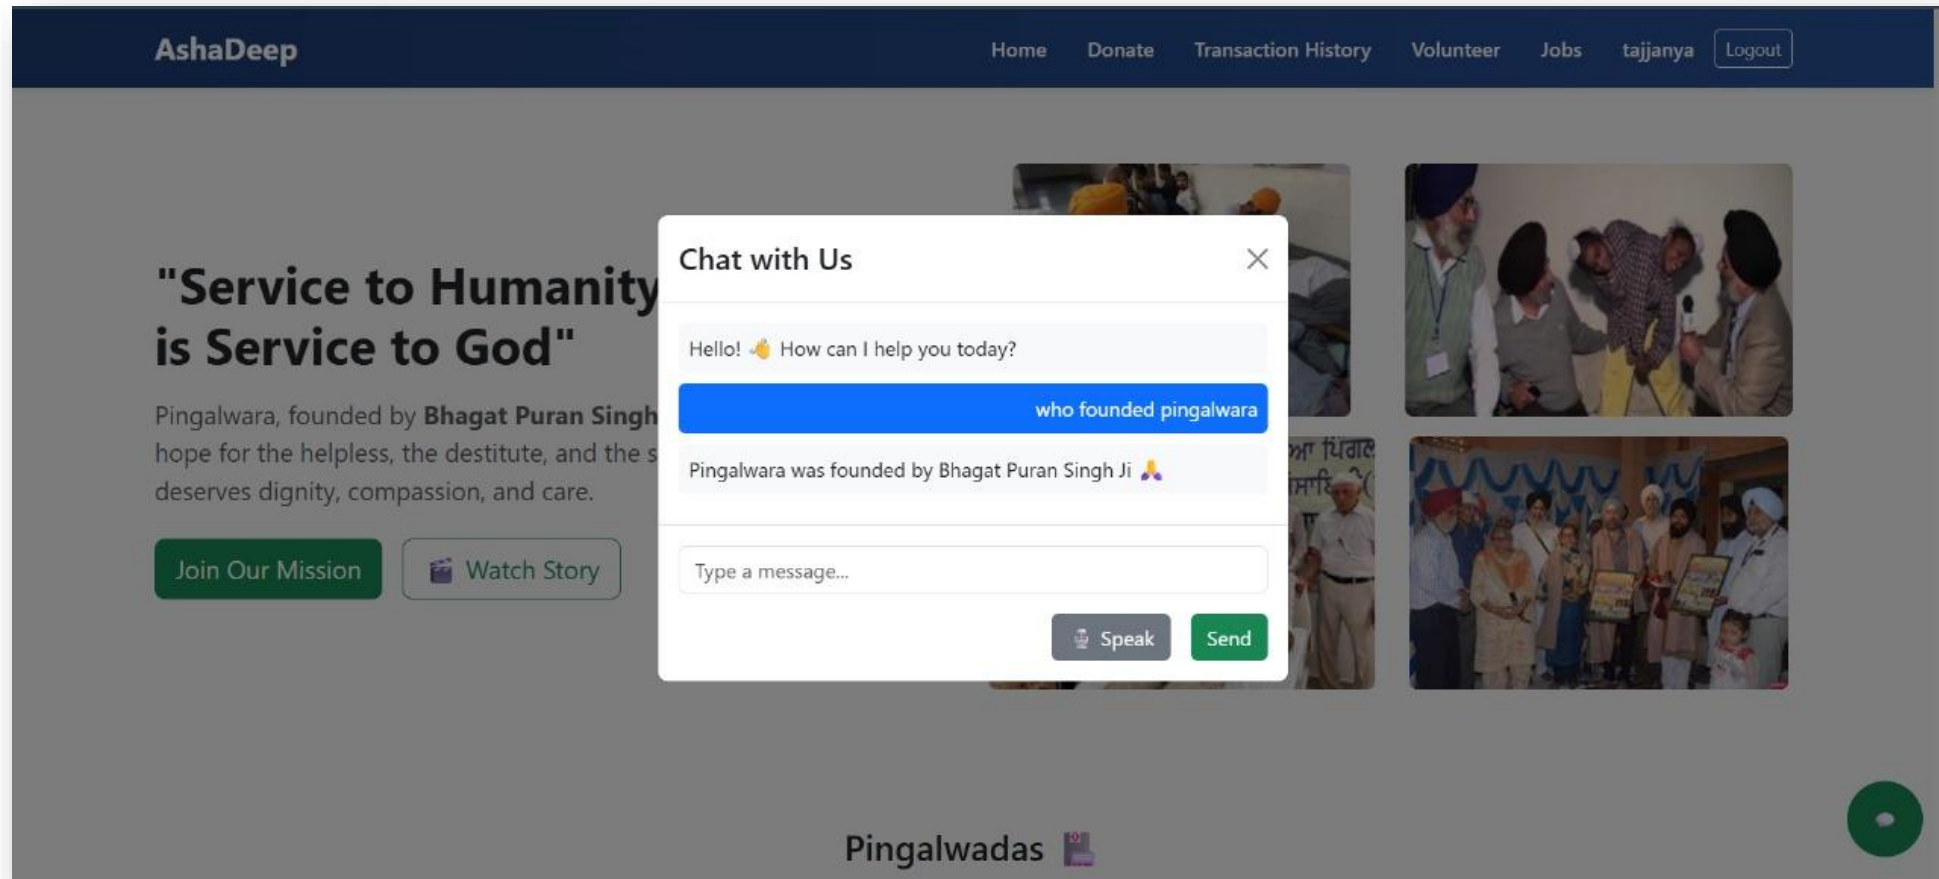 AshaDeep
Home Donate Transaction History Volunteer Jobs tajjanya Logout
"Service to Humanity
is Service to God"
Pingalwara, founded by Bhagat Puran Singh
hope for the helpless, the destitute, and the s
deserves dignity, compassion, and care.
Join Our Mission 🎬 Watch Story
Chat with Us
Hello! 👋 How can I help you today?
who founded pingalwara
Pingalwara was founded by Bhagat Puran Singh Ji 🙏
Type a message...
🎙️ Speak Send
Pingalwadas